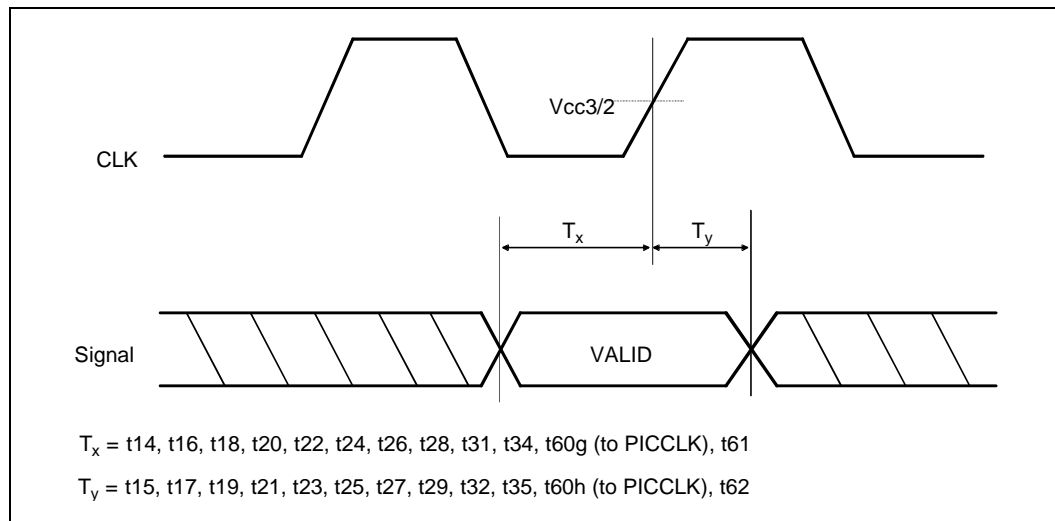 Vcc3/2
CLK
Tx
Ty
Signal
VALID
Tx = t14, t16, t18, t20, t22, t24, t26, t28, t31, t34, t60g (to PICCLK), t61
Ty = t15, t17, t19, t21, t23, t25, t27, t29, t32, t35, t60h (to PICCLK), t62